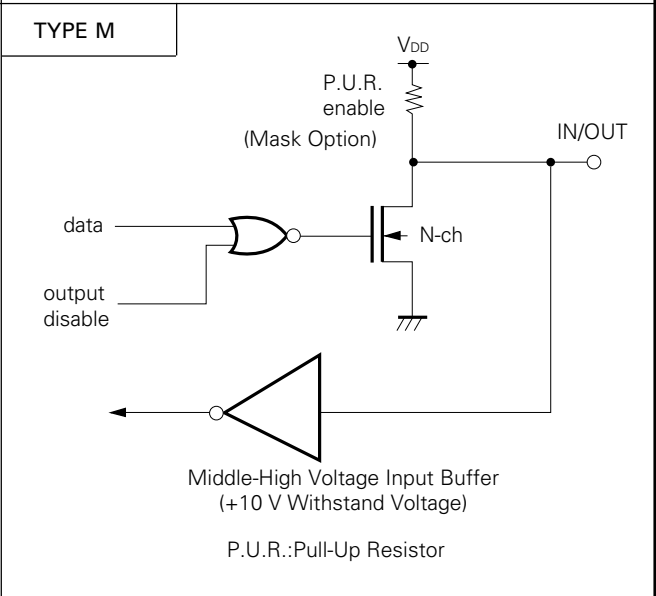 TYPE M
VDD
P.U.R.
enable
(Mask Option)
IN/OUT
data
N-ch
output
disable
Middle-High Voltage Input Buffer
(+10 V Withstand Voltage)
P.U.R.:Pull-Up Resistor